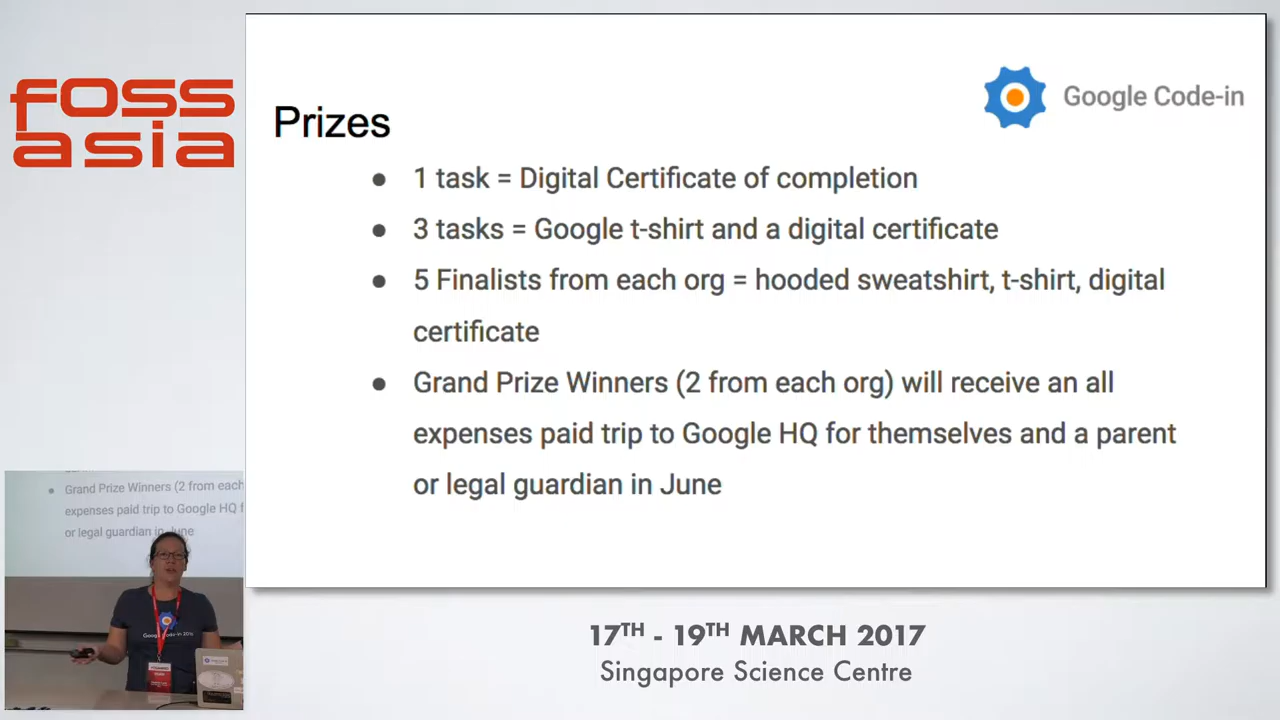 foss
asia
Google Code-in
Prizes
● 1 task = Digital Certificate of completion
● 3 tasks = Google t-shirt and a digital certificate
● 5 Finalists from each org = hooded sweatshirt, t-shirt, digital
certificate
● Grand Prize Winners (2 from each org) will receive an all
expenses paid trip to Google HQ for themselves and a parent
or legal guardian in June
● Grand Prize Winners (2 from each
expenses paid trip to Google HQ f
or legal guardian in June
Google Code-in 2016
17TH - 19TH MARCH 2017
Singapore Science Centre